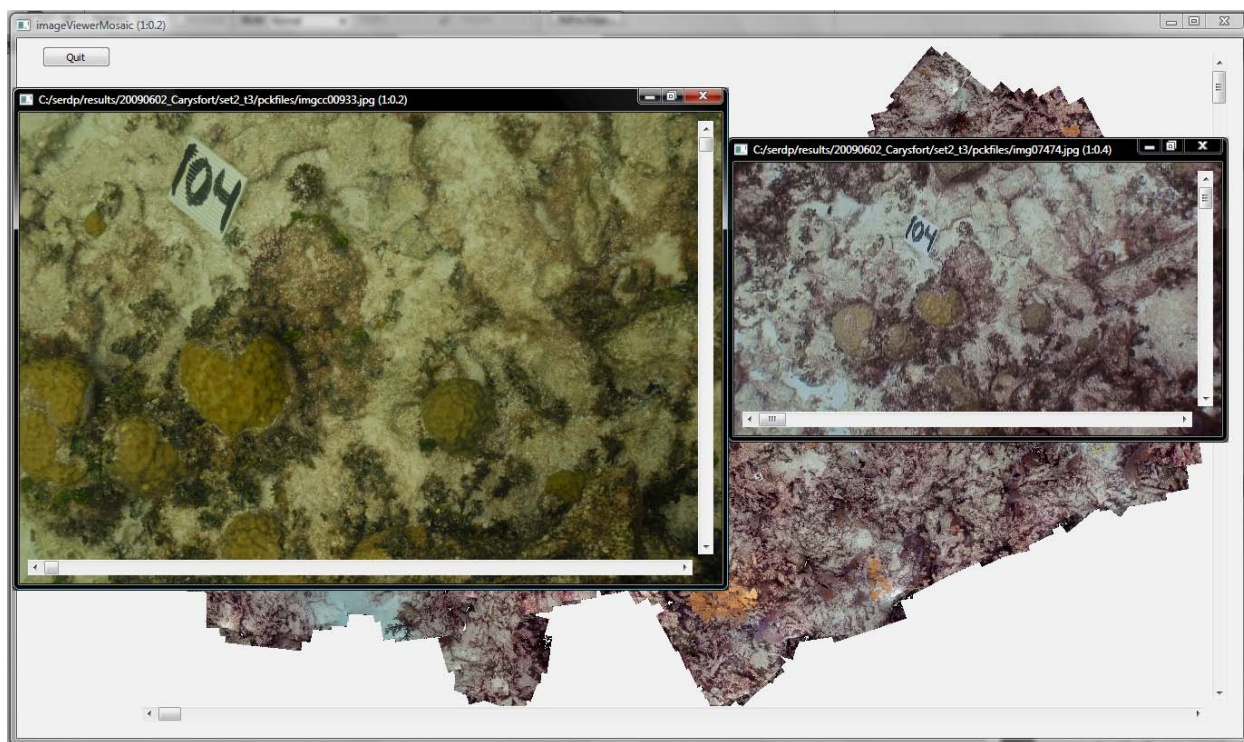 imageViewerMosaic (1:0.2)
Quit
C:/serdp/results/20090602_Carysfort/set2_t3/pckfiles/imgcc00933.jpg (1:0.2)
104
C:/serdp/results/20090602_Carysfort/set2_t3/pckfiles/img07474.jpg (1:0.4)
104